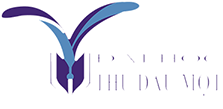 ĐẠI HỌC
THỦ DẦU MỘT